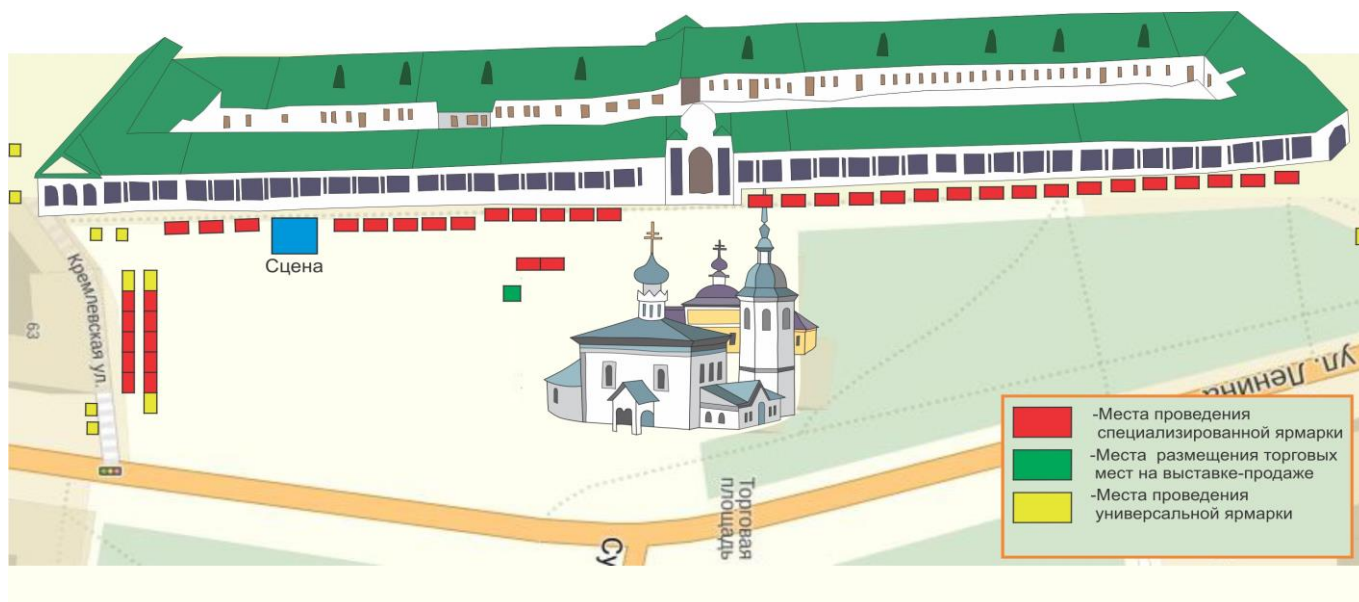 Сцена
Кремлевская ул.
63
ул. Ленина
Торговая
площадь
Су
-Места проведения
специализированной ярмарки
-Места размещения торговых
мест на выставке-продаже
-Места проведения
универсальной ярмарки